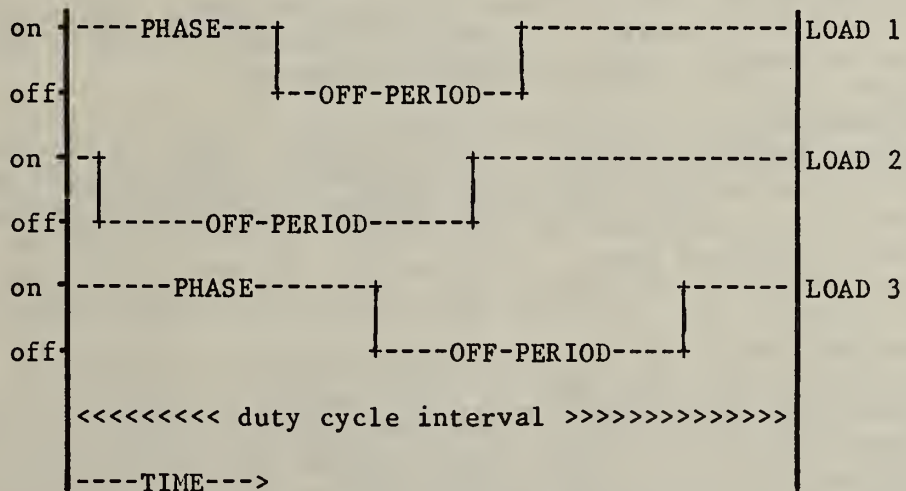 on ----PHASE---+ +---------------- LOAD 1
off +--OFF-PERIOD--+
on --+ +------------------- LOAD 2
off +------OFF-PERIOD------+
on ------PHASE-------+ +------ LOAD 3
off +----OFF-PERIOD----+
<<<<<<<<< duty cycle interval >>>>>>>>>>>>>>
----TIME--->